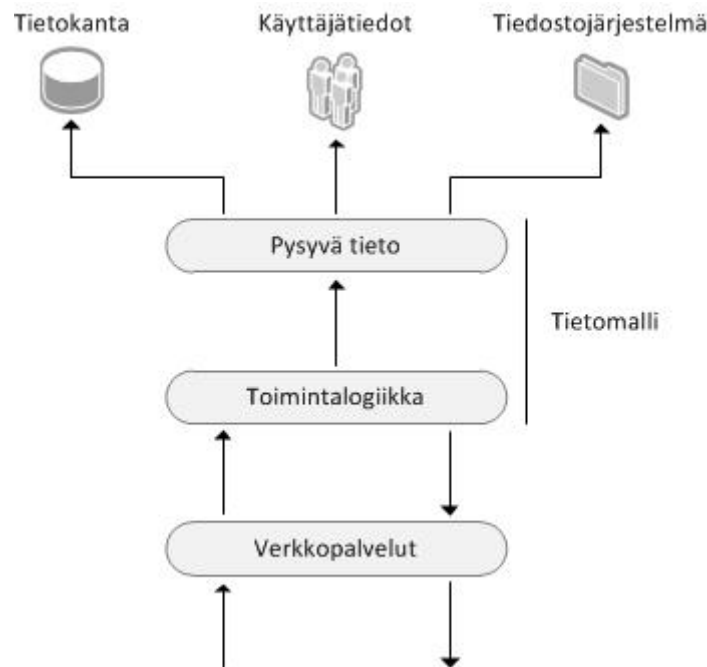 Tietokanta
Käyttäjätiedot
Tiedostojärjestelmä
Pysyvä tieto
Tietomalli
Toimintalogiikka
Verkkopalvelut